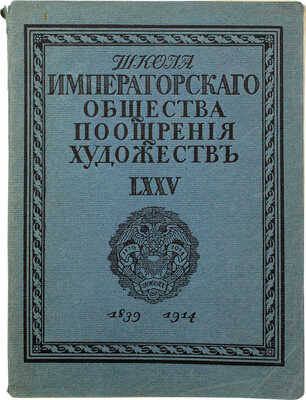 ШКОЛА
ИМПЕРАТОРСКАГО
ОБЩЕСТВА
ПООЩРЕНІЯ
ХУДОЖЕСТВЪ
LXXV
1839 1914